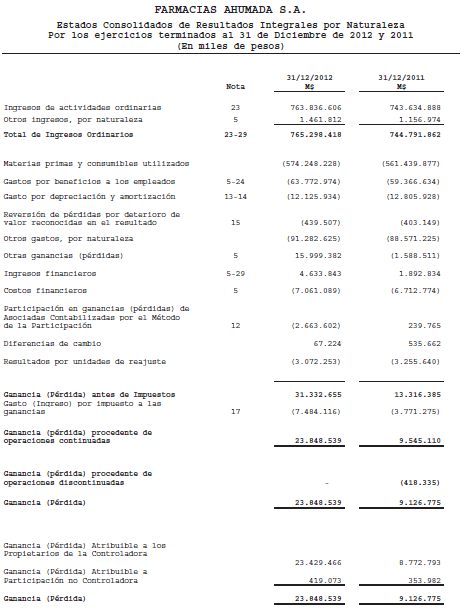 FARMACIAS AHUMADA S.A.
Estados Consolidados de Resultados Integrales por Naturaleza
Por los ejercicios terminados al 31 de Diciembre de 2012 y 2011
(En miles de pesos)
31/12/2012 31/12/2011
Nota M$ M$
Ingresos de actividades ordinarias 23 763.836.606 743.634.888
Otros ingresos, por naturaleza 5 1.461.812 1.156.974
Total de Ingresos Ordinarios 23-29 765.298.418 744.791.862
Materias primas y consumibles utilizados (574.248.228) (561.439.877)
Gastos por beneficios a los empleados 5-24 (63.772.974) (59.366.634)
Gasto por depreciación y amortización 13-14 (12.125.934) (12.805.928)
Reversión de pérdidas por deterioro de
valor reconocidas en el resultado 15 (439.507) (403.149)
Otros gastos, por naturaleza (91.282.625) (88.571.225)
Otras ganancias (pérdidas) 5 15.999.382 (1.588.511)
Ingresos financieros 5-29 4.633.843 1.892.834
Costos financieros 5 (7.061.089) (6.712.774)
Participación en ganancias (pérdidas) de
Asociadas Contabilizadas por el Método
de la Participación 12 (2.663.602) 239.765
Diferencias de cambio 67.224 535.662
Resultados por unidades de reajuste (3.072.253) (3.255.640)
Ganancia (Pérdida) antes de Impuestos 31.332.655 13.316.385
Gasto (Ingreso) por impuesto a las
ganancias 17 (7.484.116) (3.771.275)
Ganancia (pérdida) procedente de
operaciones continuadas 23.848.539 9.545.110
Ganancia (pérdida) procedente de
operaciones discontinuadas - (418.335)
Ganancia (Pérdida) 23.848.539 9.126.775
Ganancia (Pérdida) Atribuible a los
Propietarios de la Controladora
23.429.466 8.772.793
Ganancia (Pérdida) Atribuible a
Participación no Controladora 419.073 353.982
Ganancia (Pérdida) 23.848.539 9.126.775